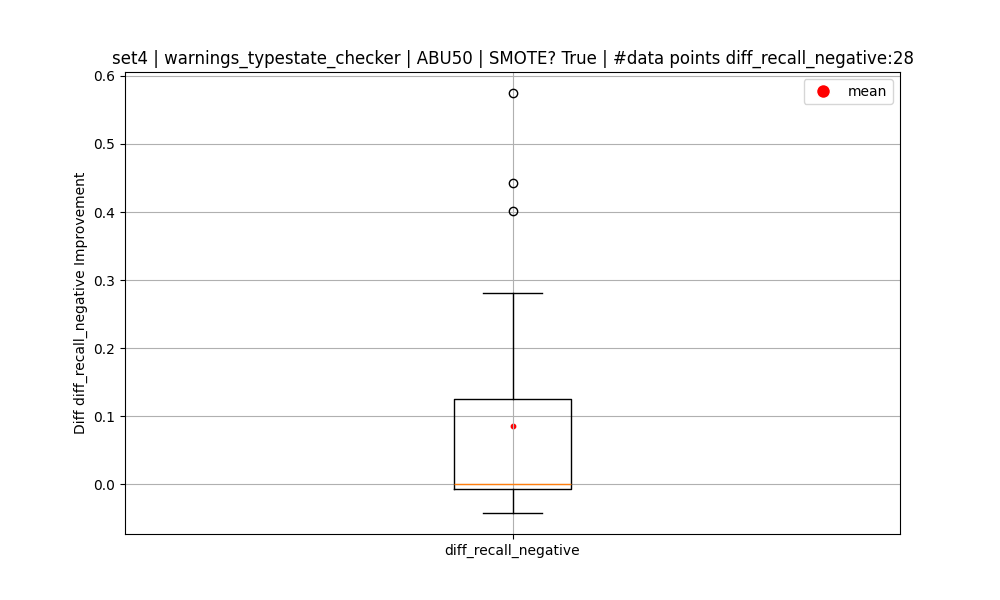 set4 | warnings_typestate_checker | ABU50 | SMOTE? True | #data points diff_recall_negative:28
mean
Diff diff_recall_negative Improvement
0.6
0.5
0.4
0.3
0.2
0.1
0.0
diff_recall_negative